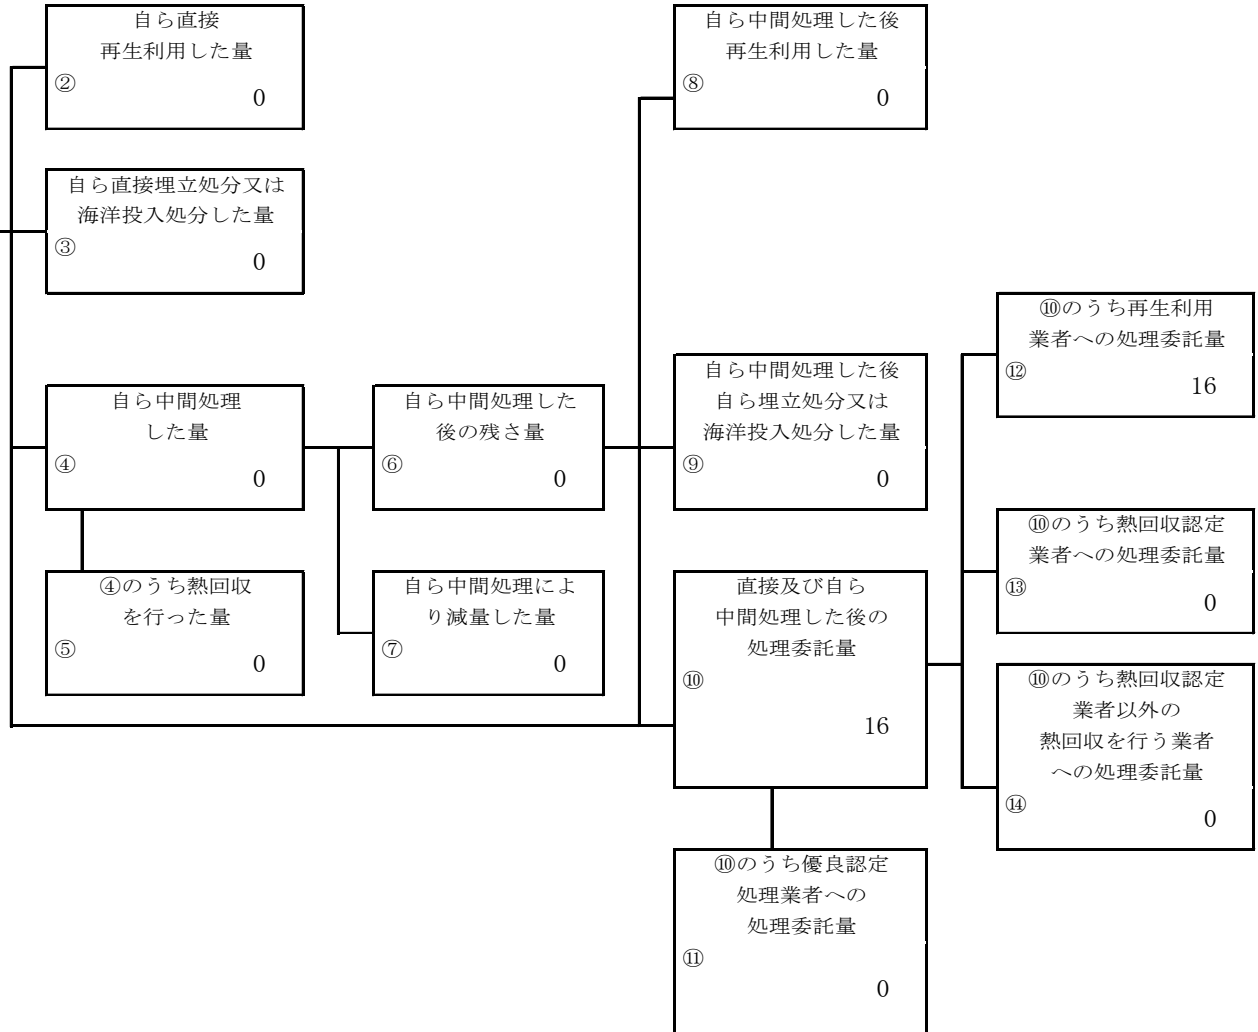 自ら直接
再生利用した量
②
0
自ら中間処理した後
再生利用した量
⑧
0
自ら直接埋立処分又は
海洋投入処分した量
③
0
⑩のうち再生利用
業者への処理委託量
⑫
16
自ら中間処理
した量
④
0
自ら中間処理した
後の残さ量
⑥
0
自ら中間処理した後
自ら埋立処分又は
海洋投入処分した量
⑨
0
⑩のうち熱回収認定
業者への処理委託量
⑬
0
④のうち熱回収
を行った量
⑤
0
自ら中間処理によ
り減量した量
⑦
0
直接及び自ら
中間処理した後の
処理委託量
⑩
16
⑩のうち熱回収認定
業者以外の
熱回収を行う業者
への処理委託量
⑭
0
⑩のうち優良認定
処理業者への
処理委託量
⑪
0